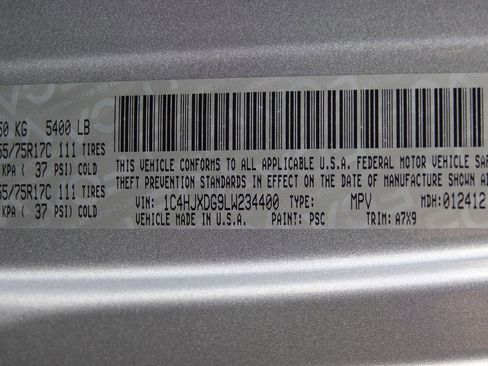 50 KG 5400 LB
55/75R17C 111 TIRES
KPA ( 37 PSI) COLD
55/75R17C 111 TIRES
KPA ( 37 PSI) COLD
THIS VEHICLE CONFORMS TO ALL APPLICABLE U.S.A. FEDERAL MOTOR VEHICLE SAF
THEFT PREVENTION STANDARDS IN EFFECT ON THE DATE OF MANUFACTURE SHOWN A
VIN: 1C4HJXDG9LW234400 TYPE: MPV MDH: 012412
VEHICLE MADE IN U.S.A. PAINT: PSC TRIM: A7X9